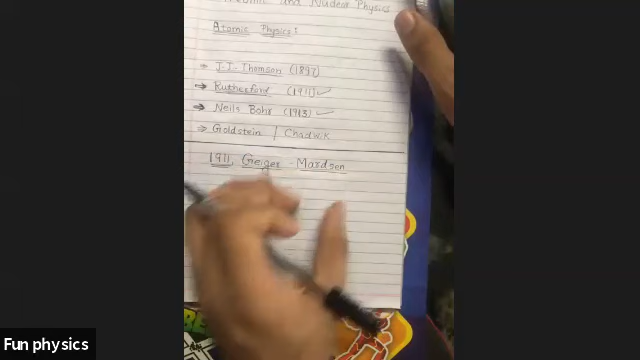 Atomic and Nuclear Physics
Atomic Physics:
→ J.J. Thomson (1897)
→ Rutherford (1911) ✓
→ Neils Bohr (1913) ✓
→ Goldstein / Chadwik
1911, Geiger - Marsden
Fun physics